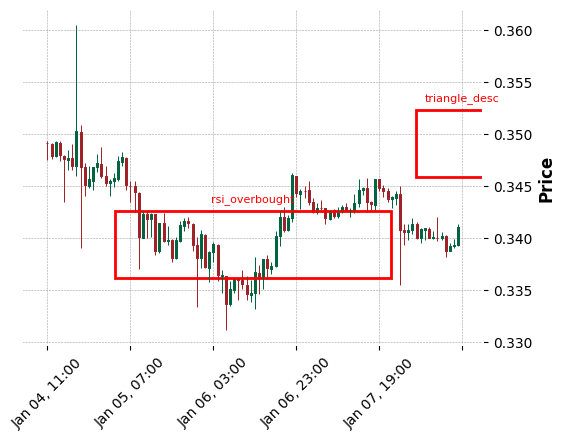 0.360
0.355
triangle_desc
0.350
0.345
rsi_overbought
0.340
0.335
0.330
Price
Jan 04, 11:00
Jan 05, 07:00
Jan 06, 03:00
Jan 06, 23:00
Jan 07, 19:00